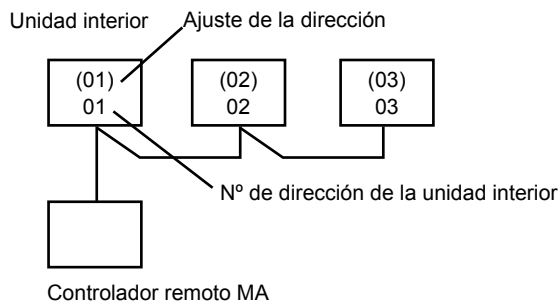 Unidad interior
Ajuste de la dirección
(01)
01
(02)
02
(03)
03
Nº de dirección de la unidad interior
Controlador remoto MA